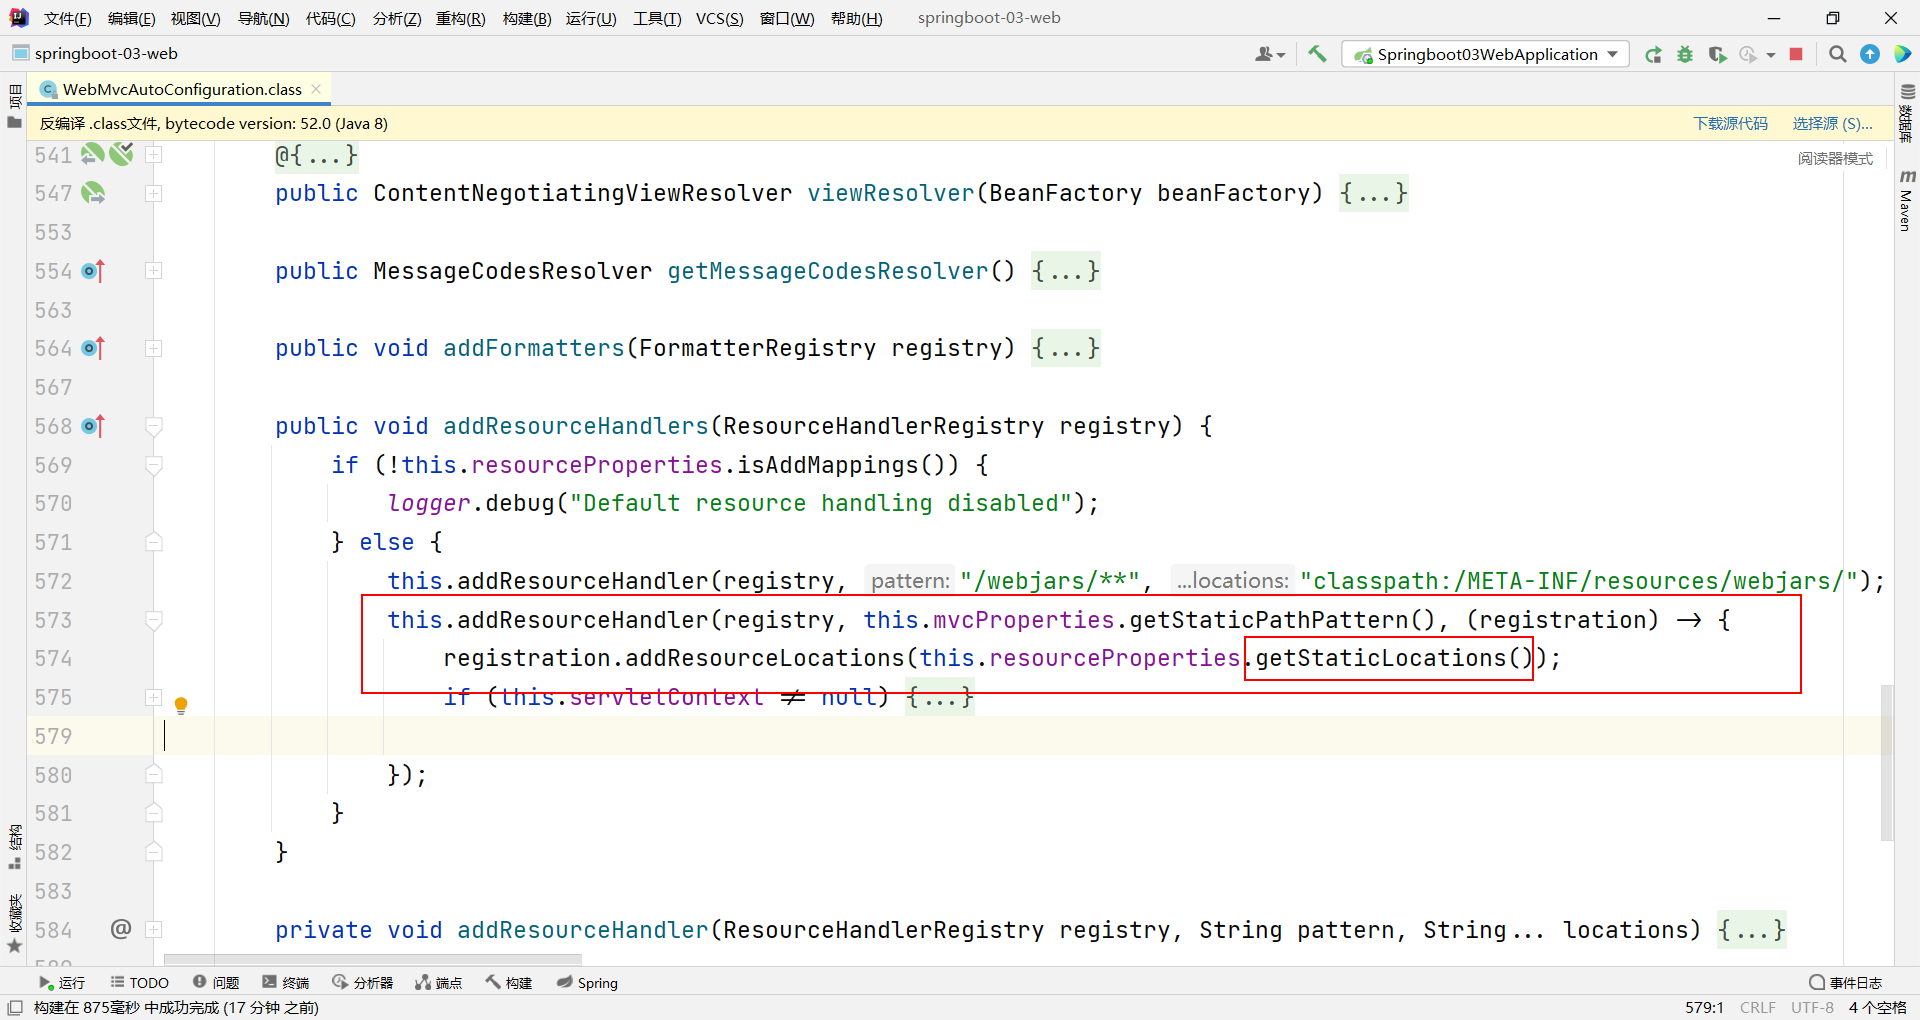 文件(F) 编辑(E) 视图(V) 导航(N) 代码(C) 分析(Z) 重构(R) 构建(B) 运行(U) 工具(T) VCS(S) 窗口(W) 帮助(H) springboot-03-web
springboot-03-web Springboot03WebApplication
项目
WebMvcAutoConfiguration.class
反编译 .class文件, bytecode version: 52.0 (Java 8) 下载源代码 选择源 (S)...
数据库
阅读器模式
Maven
541 @{...}
547 public ContentNegotiatingViewResolver viewResolver(BeanFactory beanFactory) {...}
553
554 public MessageCodesResolver getMessageCodesResolver() {...}
563
564 public void addFormatters(FormatterRegistry registry) {...}
567
568 public void addResourceHandlers(ResourceHandlerRegistry registry) {
569 if (!this.resourceProperties.isAddMappings()) {
570 logger.debug("Default resource handling disabled");
571 } else {
572 this.addResourceHandler(registry, pattern: "/webjars/**", ...locations: "classpath:/META-INF/resources/webjars/");
573 this.addResourceHandler(registry, this.mvcProperties.getStaticPathPattern(), (registration) → {
574 registration.addResourceLocations(this.resourceProperties.getStaticLocations());
575 if (this.servletContext ≠ null) {...}
579
580 });
581 }
582 }
583
584 @ private void addResourceHandler(ResourceHandlerRegistry registry, String pattern, String... locations) {...}
结构
收藏夹
运行 TODO 问题 终端 分析器 端点 构建 Spring 事件日志
构建在 875毫秒 中成功完成 (17 分钟 之前) 579:1 CRLF UTF-8 4 个空格